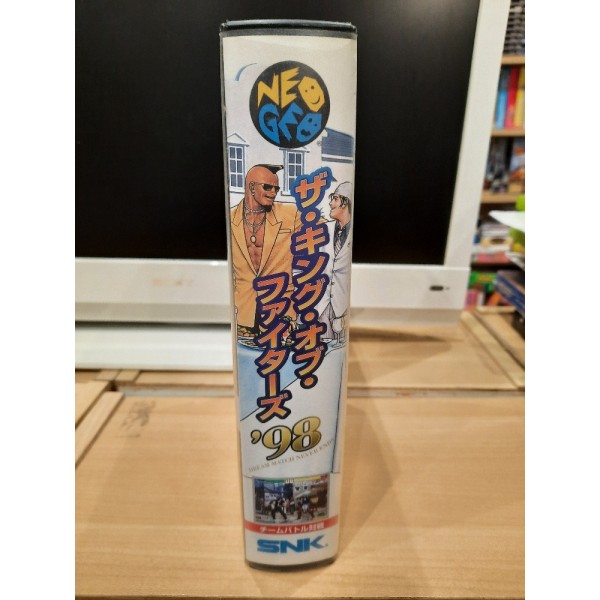 NEO
GEO
ザ・キング・オブ・
ファイターズ
'98
DREAM MATCH NEVER ENDS
チームバトル対戦
SNK